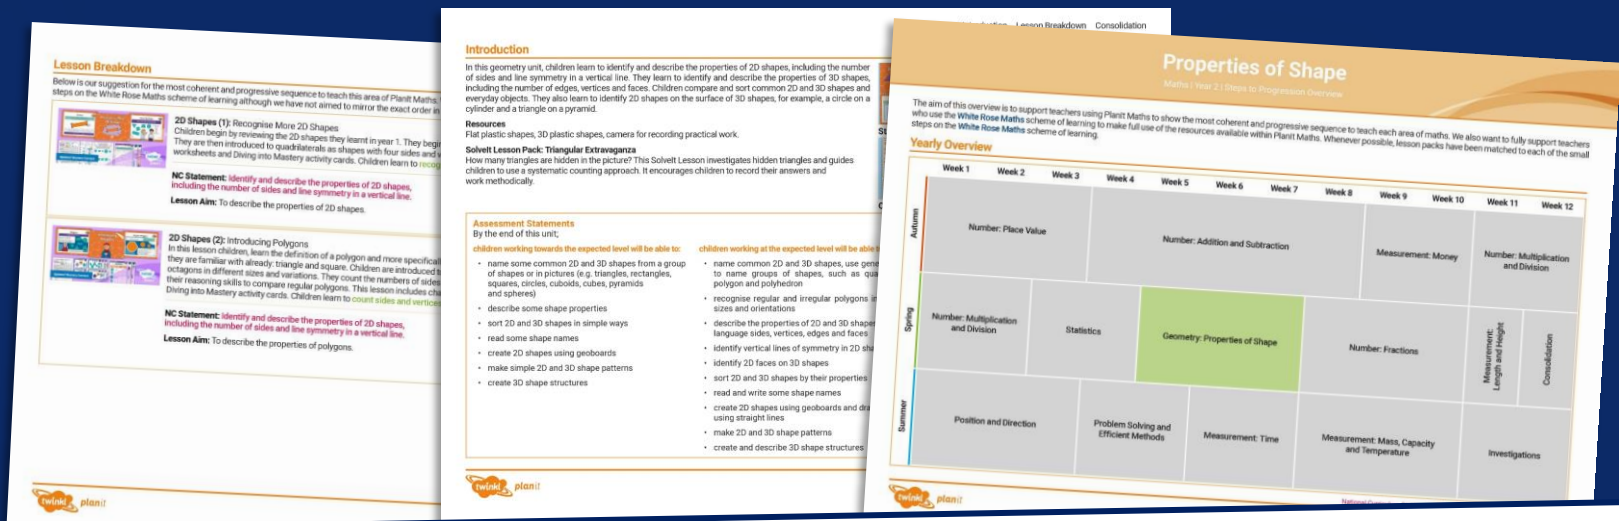 Lesson Breakdown
Below is our suggestion for the most coherent and progressive sequence to teach this area of PlanIt Maths.
steps on the White Rose Maths scheme of learning although we have not aimed to mirror the exact order in
2D Shapes (1): Recognise More 2D Shapes
Children begin by reviewing the 2D shapes they learnt in year 1. They begin
They are then introduced to quadrilaterals as shapes with four sides and
worksheets and Diving into Mastery activity cards. Children learn to
NC Statement: Identify and describe the properties of 2D shapes,
including the number of sides and line symmetry in a vertical line.
Lesson Aim: To describe the properties of 2D shapes.
2D Shapes (2): Introducing Polygons
In this lesson children, learn the definition of a polygon and more
they are familiar with already: triangle and square. Children are introduced
octagons in different sizes and variations. They count the numbers of sides
their reasoning skills to compare regular polygons. This lesson includes
Diving into Mastery activity cards. Children learn to count sides and vertices
NC Statement: Identify and describe the properties of 2D shapes,
including the number of sides and line symmetry in a vertical line.
Lesson Aim: To describe the properties of polygons.
twinkl planit
Lesson Breakdown Consolidation
Introduction
In this geometry unit, children learn to identify and describe the properties of 2D shapes, including the number
of sides and line symmetry in a vertical line. They learn to identify and describe the properties of 3D shapes,
including the number of edges, vertices and faces. Children compare and sort common 2D and 3D shapes and
everyday objects. They also learn to identify 2D shapes on the surface of 3D shapes, for example, a circle on a
cylinder and a triangle on a pyramid.
Resources
Flat plastic shapes, 3D plastic shapes, camera for recording practical work.
SolveIt Lesson Pack: Triangular Extravaganza
How many triangles are hidden in the picture? This SolveIt Lesson investigates hidden triangles and guides
children to use a systematic counting approach. It encourages children to record their answers and
work methodically.
Assessment Statements
By the end of this unit;
children working towards the expected level will be able to:
• name some common 2D and 3D shapes from a group
of shapes or in pictures (e.g. triangles, rectangles,
squares, circles, cuboids, cubes, pyramids
and spheres)
• describe some shape properties
• sort 2D and 3D shapes in simple ways
• read some shape names
• create 2D shapes using geoboards
• make simple 2D and 3D shape patterns
• create 3D shape structures
children working at the expected level will be able
• name common 2D and 3D shapes, use
to name groups of shapes, such as
polygon and polyhedron
• recognise regular and irregular polygons in
sizes and orientations
• describe the properties of 2D and 3D shapes
language sides, vertices, edges and faces
• identify vertical lines of symmetry in 2D
• identify 2D faces on 3D shapes
• sort 2D and 3D shapes by their properties
• read and write some shape names
• create 2D shapes using geoboards and
using straight lines
• make 2D and 3D shape patterns
• create and describe 3D shape structures
twinkl planit
Properties of Shape
Maths | Year 2 | Steps to Progression Overview
The aim of this overview is to support teachers using PlanIt Maths to show the most coherent and progressive sequence to teach each area of maths. We also want to fully support teachers
who use the White Rose Maths scheme of learning to make full use of the resources available within PlanIt Maths. Whenever possible, lesson packs have been matched to each of the small
steps on the White Rose Maths scheme of learning.
Yearly Overview
Week 1 Week 2 Week 3 Week 4 Week 5 Week 6 Week 7 Week 8 Week 9 Week 10 Week 11 Week 12
Autumn
Number: Place Value
Number: Addition and Subtraction
Measurement: Money
Number: Multiplication
and Division
Spring
Number: Multiplication
and Division
Statistics
Geometry: Properties of Shape
Number: Fractions
Measurement:
Length and Height
Consolidation
Summer
Position and Direction
Problem Solving and
Efficient Methods
Measurement: Time
Measurement: Mass, Capacity
and Temperature
Investigations
twinkl planit